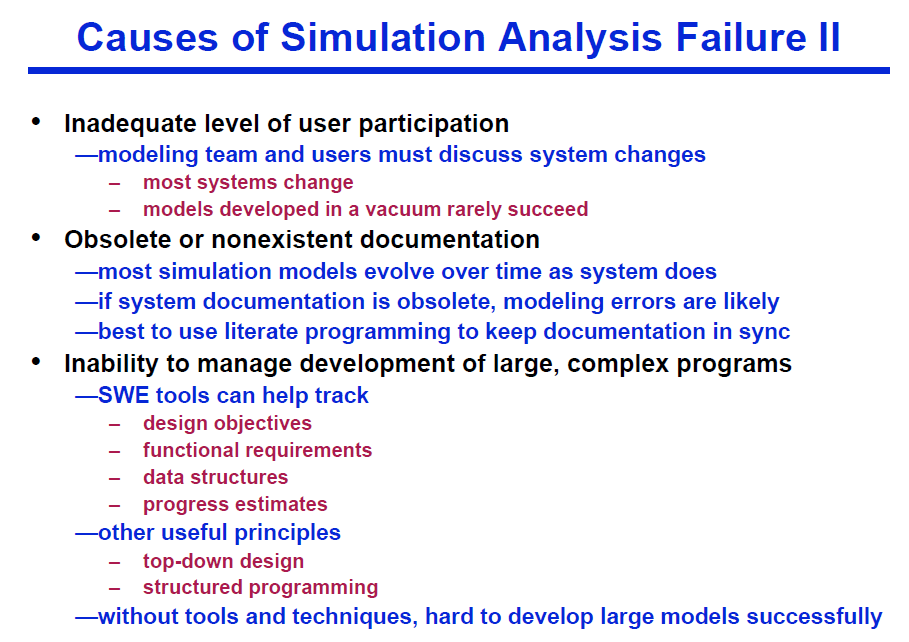 Causes of Simulation Analysis Failure II
• Inadequate level of user participation
—modeling team and users must discuss system changes
– most systems change
– models developed in a vacuum rarely succeed
• Obsolete or nonexistent documentation
—most simulation models evolve over time as system does
—if system documentation is obsolete, modeling errors are likely
—best to use literate programming to keep documentation in sync
• Inability to manage development of large, complex programs
—SWE tools can help track
– design objectives
– functional requirements
– data structures
– progress estimates
—other useful principles
– top-down design
– structured programming
—without tools and techniques, hard to develop large models successfully